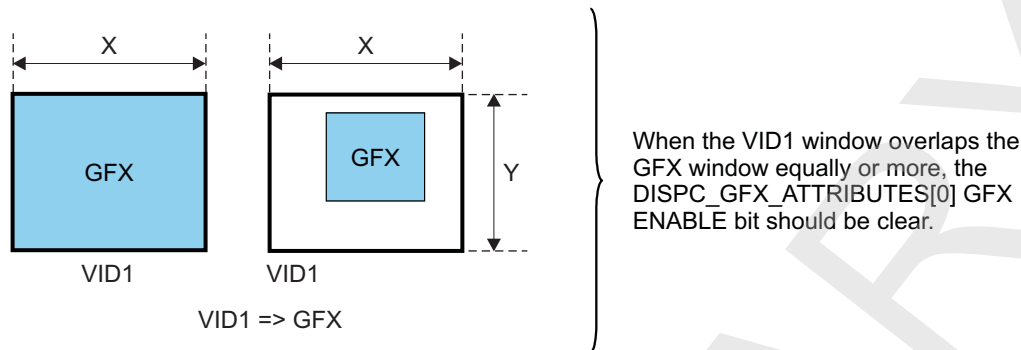 X
X
GFX
GFX
Y
VID1
VID1
VID1 => GFX
When the VID1 window overlaps the
GFX window equally or more, the
DISPC_GFX_ATTRIBUTES[0] GFX
ENABLE bit should be clear.